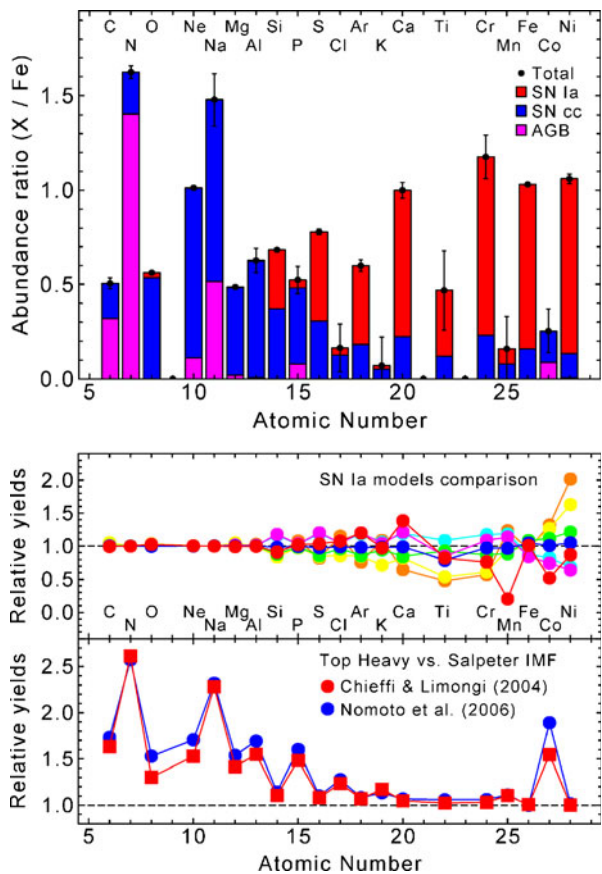 C O Ne Mg Si S Ar Ca Ti Cr Fe Ni
N Na Al P Cl K Mn Co
Abundance ratio (X / Fe)
1.5
1.0
0.5
0.0
Total
SN Ia
SN cc
AGB
5 10 15 20 25
Atomic Number
Relative yields
2.0
1.5
1.0
0.5
0.0
SN Ia models comparison
C O Ne Mg Si S Ar Ca Ti Cr Fe Ni
N Na Al P Cl K Mn Co
Relative yields
2.5
2.0
1.5
1.0
Top Heavy vs. Salpeter IMF
Chieffi & Limongi (2004)
Nomoto et al. (2006)
5 10 15 20 25
Atomic Number